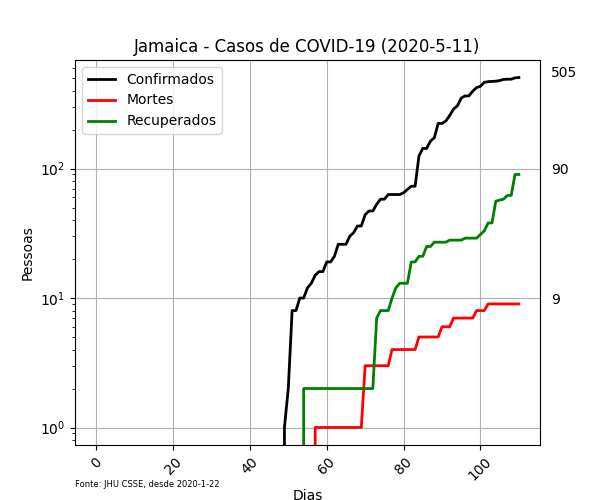 Jamaica - Casos de COVID-19 (2020-5-11)
Confirmados
Mortes
Recuperados
505
90
9
10²
10¹
10⁰
Pessoas
0 20 40 60 80 100
Fonte: JHU CSSE, desde 2020-1-22
Dias